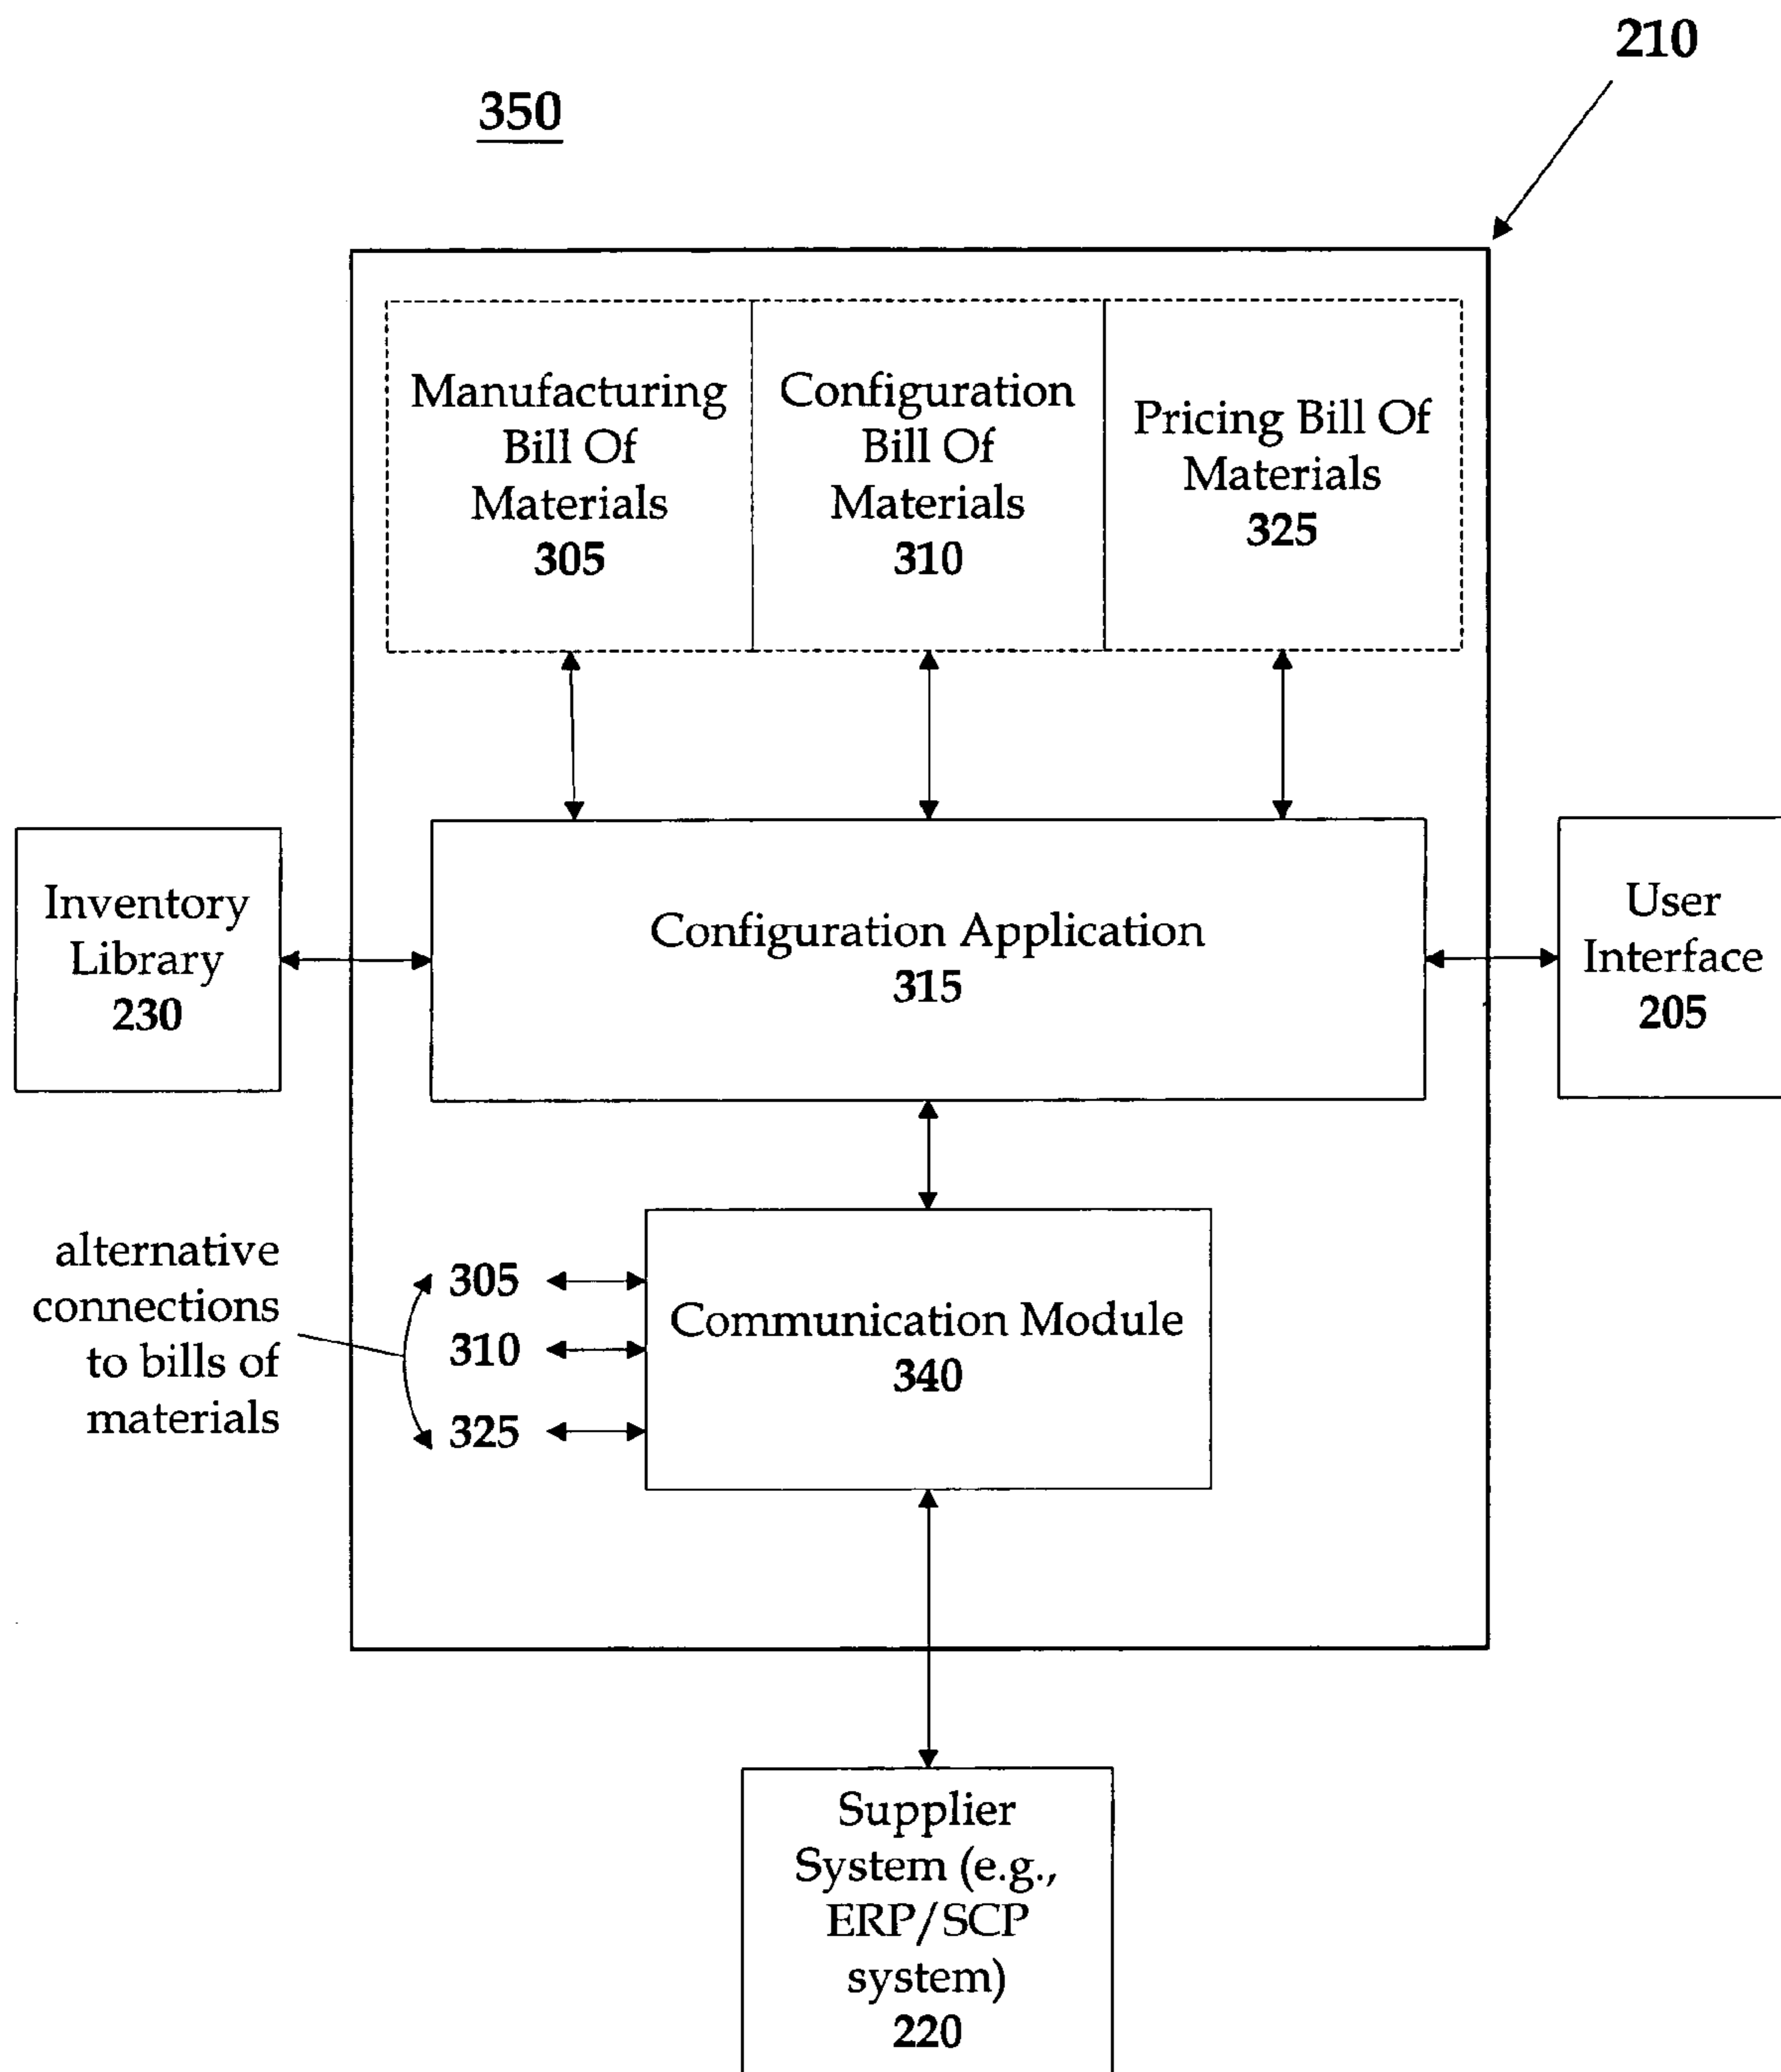 210
350
Manufacturing
Bill Of
Materials
305
Configuration
Bill Of
Materials
310
Pricing Bill Of
Materials
325
Inventory
Library
230
Configuration Application
315
User
Interface
205
alternative
connections
to bills of
materials
305
310
325
Communication Module
340
Supplier
System (e.g.,
ERP/SCP
system)
220